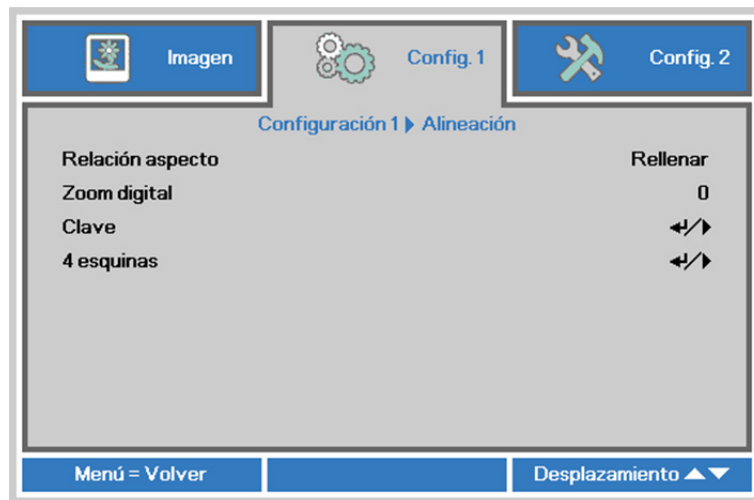 Imagen Config. 1 Config. 2
Configuración 1 ▶ Alineación
Relación aspecto Rellenar
Zoom digital 0
Clave ↵/▶
4 esquinas ↵/▶
Menú = Volver Desplazamiento ▲▼